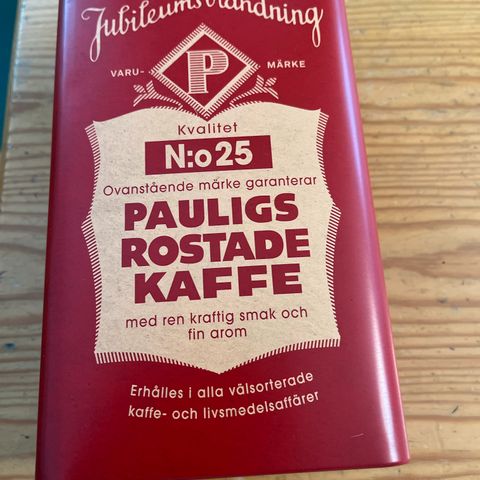 Jubileumsblandning
VARU- P MÄRKE
Kvalitet
N:o 25
Ovanstående märke garanterar
PAULIGS
ROSTADE
KAFFE
med ren kraftig smak och
fin arom
Erhålles i alla välsorterade
kaffe- och livsmedelsaffärer